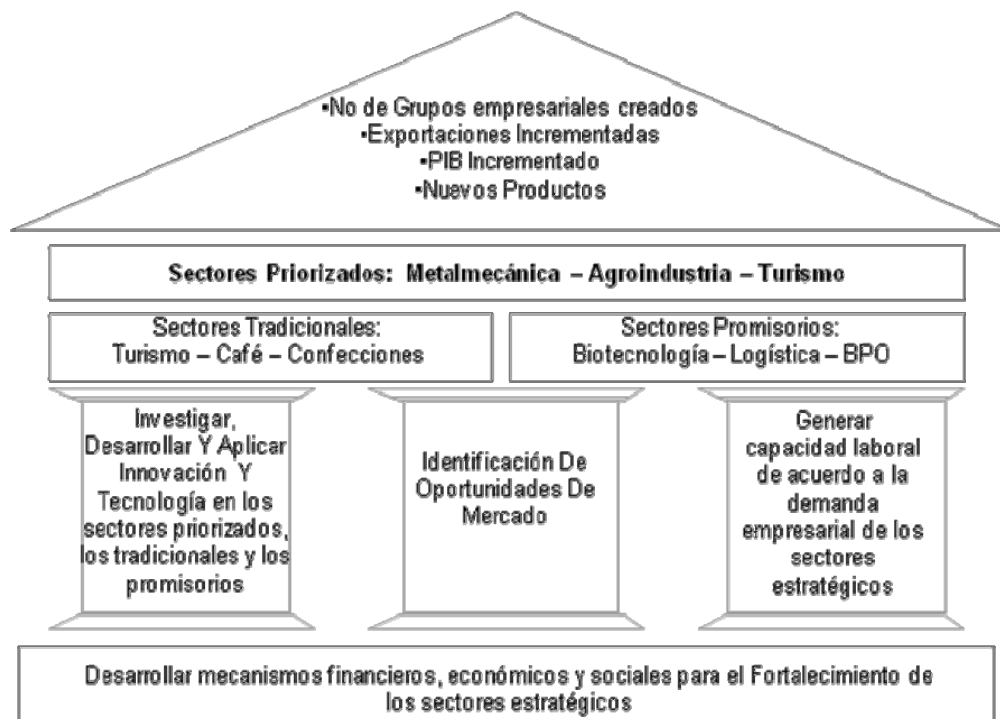 ▪No de Grupos empresariales creados
▪Exportaciones Incrementadas
▪PIB Incrementado
▪Nuevos Productos
Sectores Priorizados: Metalmecánica – Agroindustria – Turismo
Sectores Tradicionales:
Turismo – Café – Confecciones
Sectores Promisorios:
Biotecnología – Logística – BPO
Investigar,
Desarrollar Y Aplicar
Innovación Y
Tecnología en los
sectores priorizados,
los tradicionales y los
promisorios
Identificación De
Oportunidades De
Mercado
Generar
capacidad laboral
de acuerdo a la
demanda
empresarial de los
sectores
estratégicos
Desarrollar mecanismos financieros, económicos y sociales para el Fortalecimiento de
los sectores estratégicos